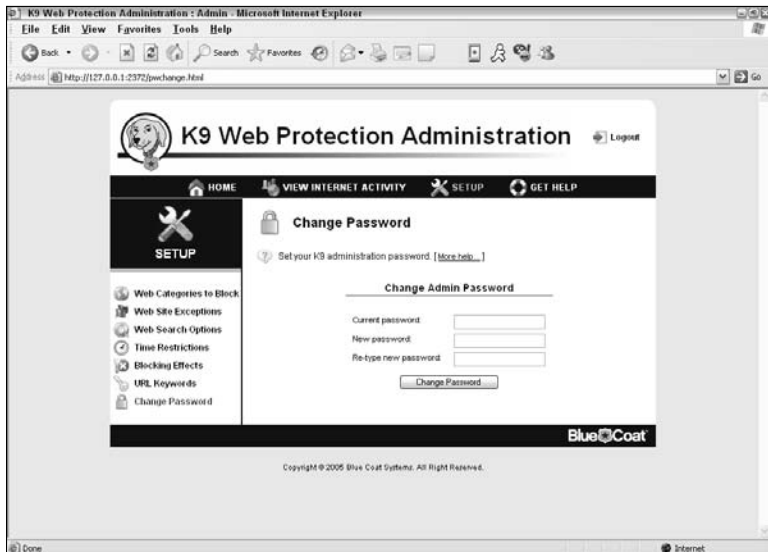 K9 Web Protection Administration : Admin - Microsoft Internet Explorer
File Edit View Favorites Tools Help
Back Search Favorites
Address http://127.0.0.1:2372/pwchange.html Go
K9 Web Protection Administration
Logout
HOME VIEW INTERNET ACTIVITY SETUP GET HELP
SETUP
Web Categories to Block
Web Site Exceptions
Web Search Options
Time Restrictions
Blocking Effects
URL Keywords
Change Password
Change Password
Set your K9 administration password. [More help...]
Change Admin Password
Current password:
New password:
Re-type new password:
Change Password
Blue Coat
Copyright © 2005 Blue Coat Systems. All Right Reserved.
Done Internet